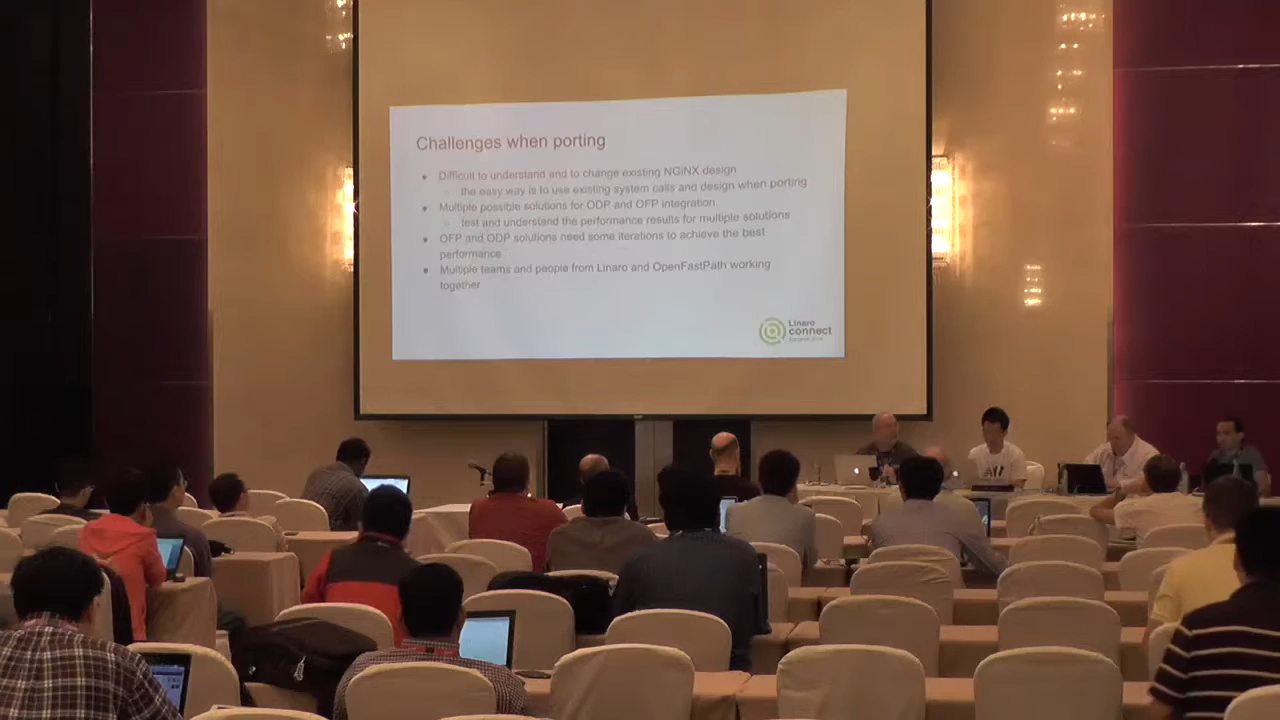 Challenges when porting
● Difficult to understand and to change existing NGiNX design
○ the easy way is to use existing system calls and design when porting
● Multiple possible solutions for ODP and OFP integration.
○ test and understand the performance results for multiple solutions
● OFP and ODP solutions need some iterations to achieve the best
performance
● Multiple teams and people from Linaro and OpenFastPath working
together
Linaro
connect